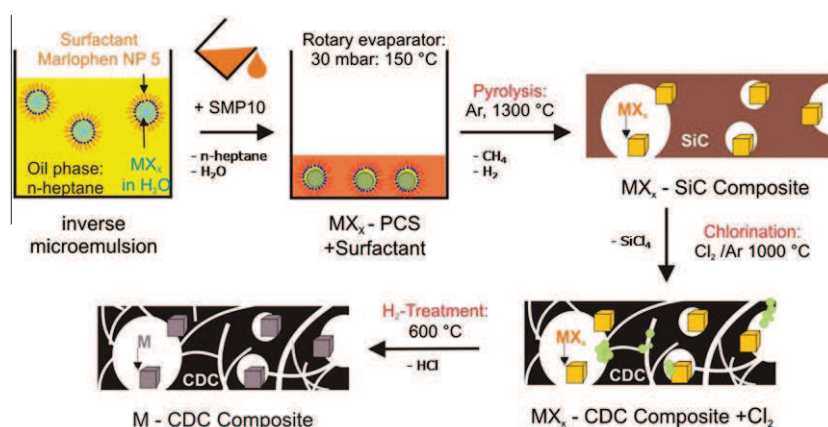 Surfactant
Marlophen NP 5
Oil phase:
n-heptane
MXₓ
in H₂O
inverse
microemulsion
+ SMP10
- n-heptane
- H₂O
Rotary evaporator:
30 mbar: 150 °C
MXₓ - PCS
+Surfactant
Pyrolysis:
Ar, 1300 °C
- CH₄
- H₂
MXₓ
SiC
MXₓ - SiC Composite
- SiCl₄
Chlorination:
Cl₂ /Ar 1000 °C
MXₓ
CDC
MXₓ - CDC Composite +Cl₂
H₂-Treatment:
600 °C
- HCl
M
CDC
M - CDC Composite